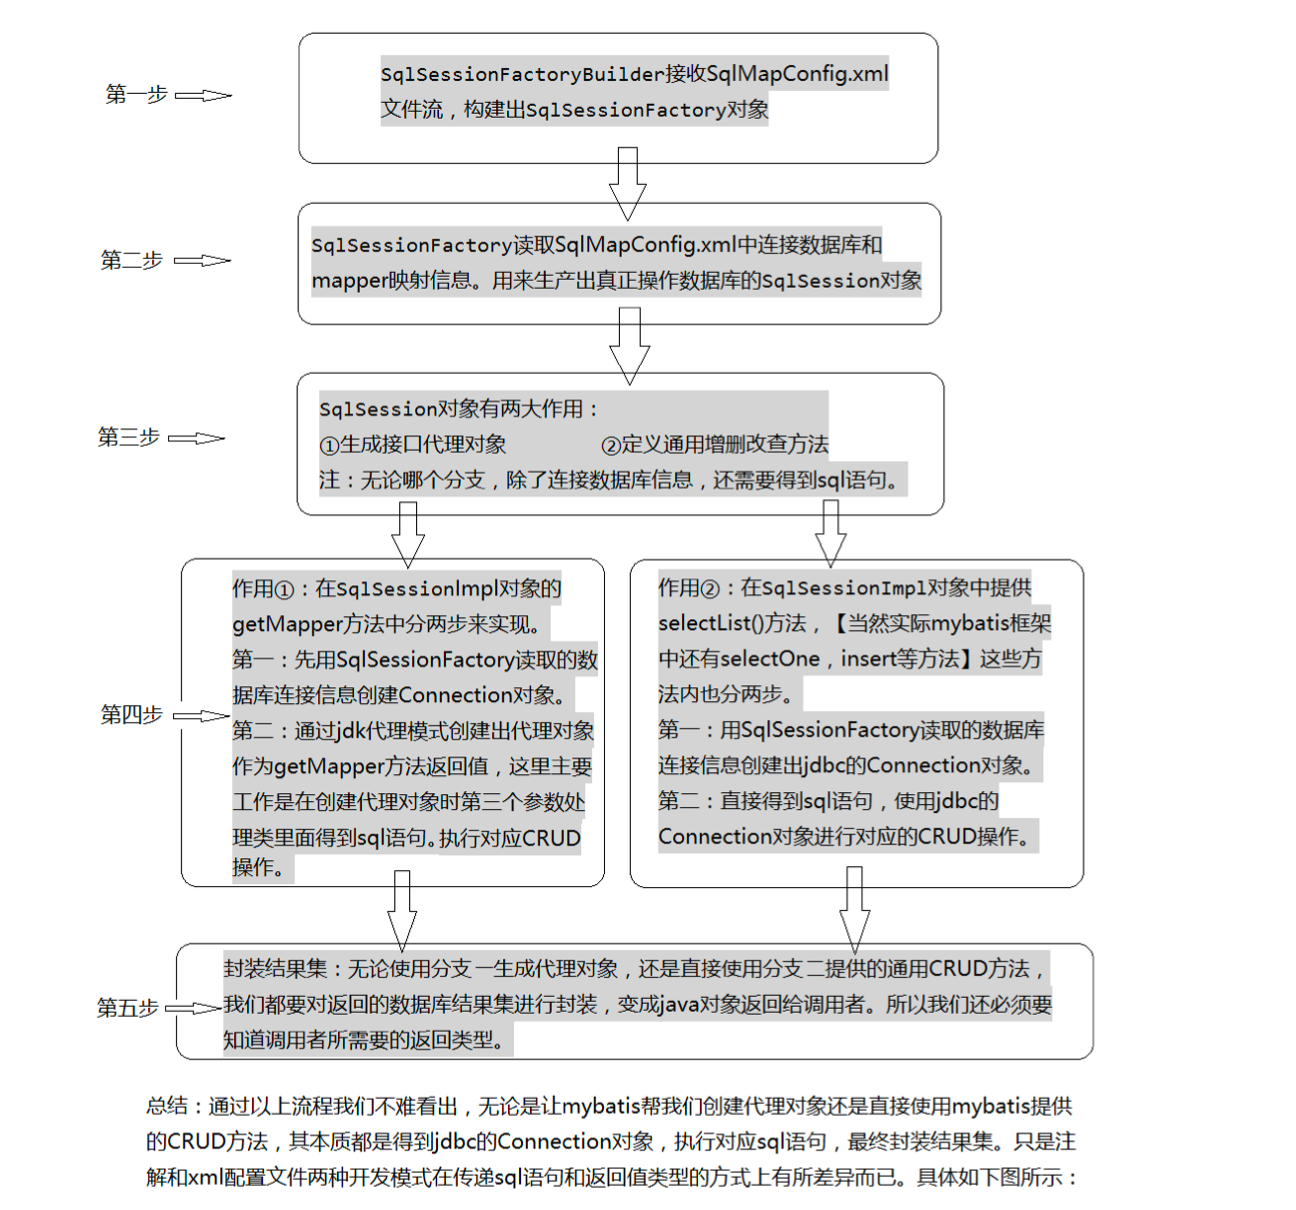 第一步
SqlSessionFactoryBuilder接收SqlMapConfig.xml
文件流，构建出SqlSessionFactory对象
第二步
SqlSessionFactory读取SqlMapConfig.xml中连接数据库和
mapper映射信息。用来生产出真正操作数据库的SqlSession对象
第三步
SqlSession对象有两大作用：
①生成接口代理对象 ②定义通用增删改查方法
注：无论哪个分支，除了连接数据库信息，还需要得到sql语句。
第四步
作用①：在SqlSessionImpl对象的
getMapper方法中分两步来实现。
第一：先用SqlSessionFactory读取的数
据库连接信息创建Connection对象。
第二：通过jdk代理模式创建出代理对象
作为getMapper方法返回值，这里主要
工作是在创建代理对象时第三个参数处
理类里面得到sql语句。执行对应CRUD
操作。
作用②：在SqlSessionImpl对象中提供
selectList()方法，【当然实际mybatis框架
中还有selectOne，insert等方法】这些方
法内也分两步。
第一：用SqlSessionFactory读取的数据库
连接信息创建出jdbc的Connection对象。
第二：直接得到sql语句，使用jdbc的
Connection对象进行对应的CRUD操作。
第五步
封装结果集：无论使用分支一生成代理对象，还是直接使用分支二提供的通用CRUD方法，
我们都要对返回的数据库结果集进行封装，变成java对象返回给调用者。所以我们还必须要
知道调用者所需要的返回类型。
总结：通过以上流程我们不难看出，无论是让mybatis帮我们创建代理对象还是直接使用mybatis提供
的CRUD方法，其本质都是得到jdbc的Connection对象，执行对应sql语句，最终封装结果集。只是注
解和xml配置文件两种开发模式在传递sql语句和返回值类型的方式上有所差异而已。具体如下图所示：